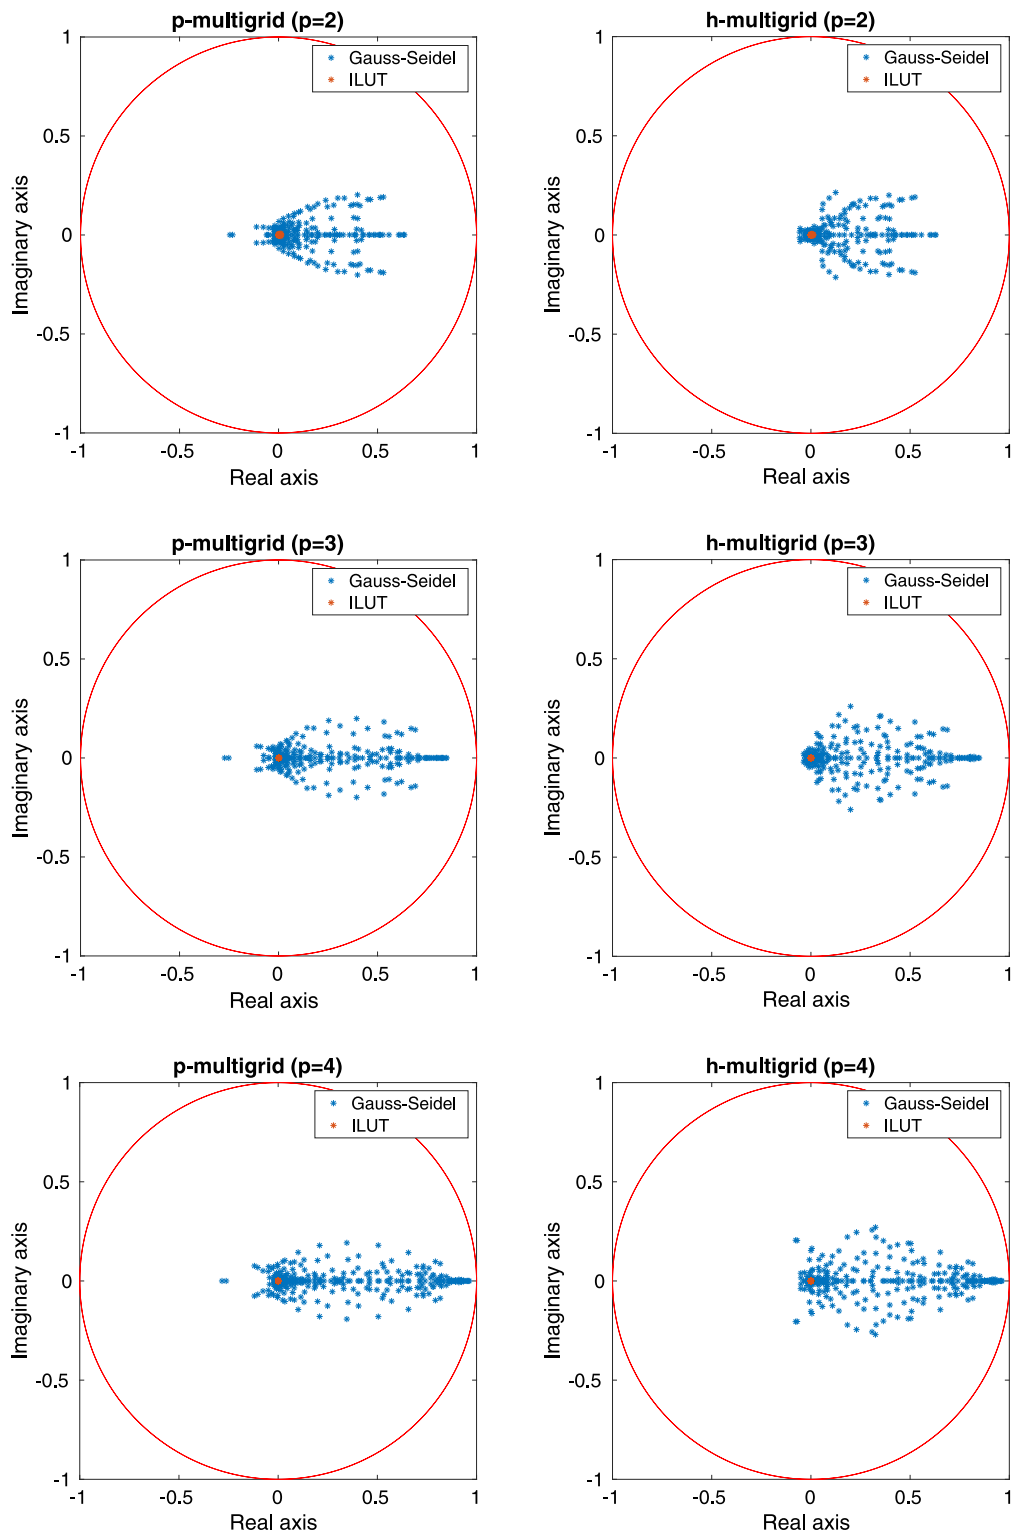 p-multigrid (p=2)
1
0.5
0
-0.5
-1
-1
-0.5
0
0.5
1
Imaginary axis
Real axis
Gauss-Seidel
ILUT
h-multigrid (p=2)
1
0.5
0
-0.5
-1
-1
-0.5
0
0.5
1
Imaginary axis
Real axis
Gauss-Seidel
ILUT
p-multigrid (p=3)
1
0.5
0
-0.5
-1
-1
-0.5
0
0.5
1
Imaginary axis
Real axis
Gauss-Seidel
ILUT
h-multigrid (p=3)
1
0.5
0
-0.5
-1
-1
-0.5
0
0.5
1
Imaginary axis
Real axis
Gauss-Seidel
ILUT
p-multigrid (p=4)
1
0.5
0
-0.5
-1
-1
-0.5
0
0.5
1
Imaginary axis
Real axis
Gauss-Seidel
ILUT
h-multigrid (p=4)
1
0.5
0
-0.5
-1
-1
-0.5
0
0.5
1
Imaginary axis
Real axis
Gauss-Seidel
ILUT